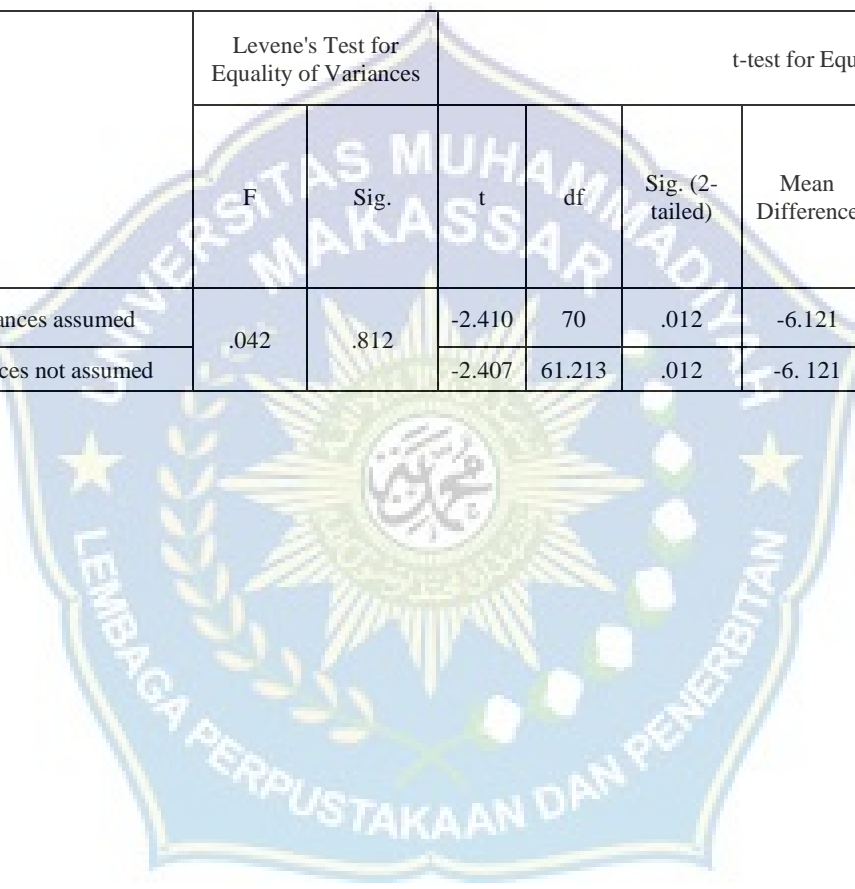 Levene's Test for
Equality of Variances
t-test for Equ
F
Sig.
t
df
Sig. (2-
tailed)
Mean
Difference
ances assumed
.042
.812
-2.410
70
.012
-6.121
ces not assumed
-2.407
61.213
.012
-6. 121
UNIVERSITAS MUHAMMADIYAH
MAKASSAR
LEMBAGA PERPUSTAKAAN DAN PENERBITAN